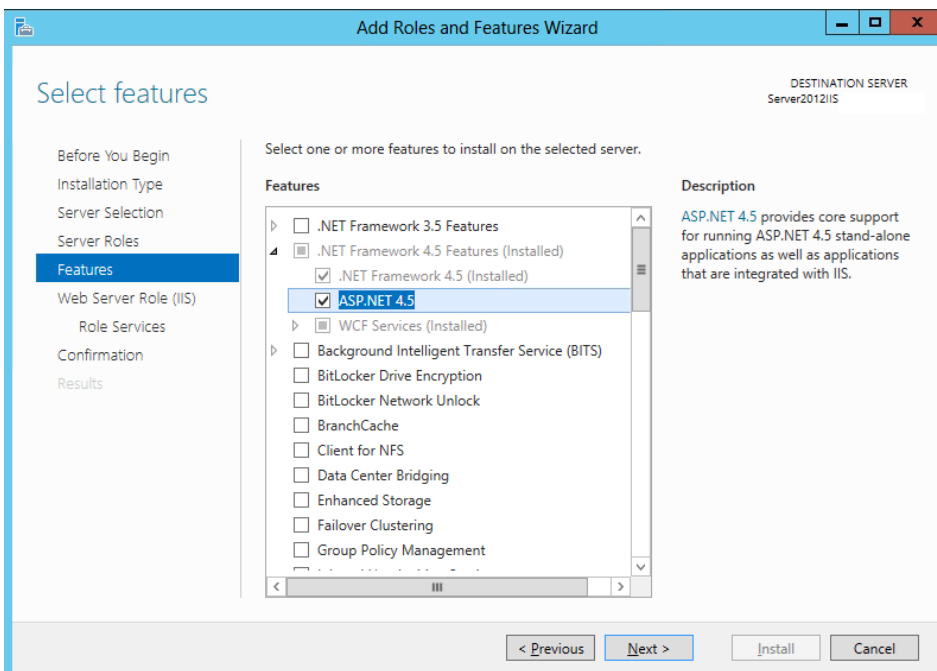 Add Roles and Features Wizard
Select features
DESTINATION SERVER
Server2012IIS
Before You Begin
Installation Type
Server Selection
Server Roles
Features
Web Server Role (IIS)
Role Services
Confirmation
Results
Select one or more features to install on the selected server.
Features
.NET Framework 3.5 Features
.NET Framework 4.5 Features (Installed)
.NET Framework 4.5 (Installed)
ASP.NET 4.5
WCF Services (Installed)
Background Intelligent Transfer Service (BITS)
BitLocker Drive Encryption
BitLocker Network Unlock
BranchCache
Client for NFS
Data Center Bridging
Enhanced Storage
Failover Clustering
Group Policy Management
Description
ASP.NET 4.5 provides core support
for running ASP.NET 4.5 stand-alone
applications as well as applications
that are integrated with IIS.
< Previous
Next >
Install
Cancel